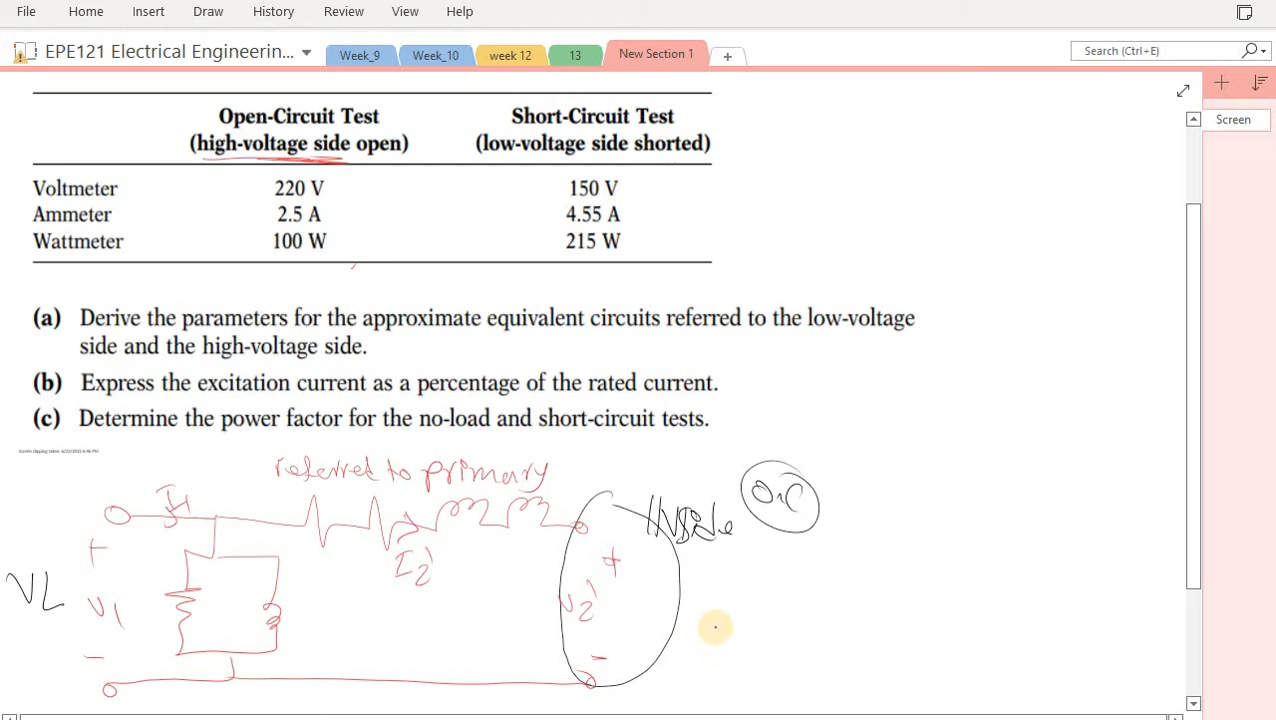 File Home Insert Draw History Review View Help
EPE121 Electrical Engineerin... Week_9 Week_10 week 12 13 New Section 1 Search (Ctrl+E)
Screen
Open-Circuit Test Short-Circuit Test
(high-voltage side open) (low-voltage side shorted)
Voltmeter 220 V 150 V
Ammeter 2.5 A 4.55 A
Wattmeter 100 W 215 W
(a) Derive the parameters for the approximate equivalent circuits referred to the low-voltage
side and the high-voltage side.
(b) Express the excitation current as a percentage of the rated current.
(c) Determine the power factor for the no-load and short-circuit tests.
referred to primary
I1
HVSide
O.C
I2'
+
+
VL
V1
V2'
-
-